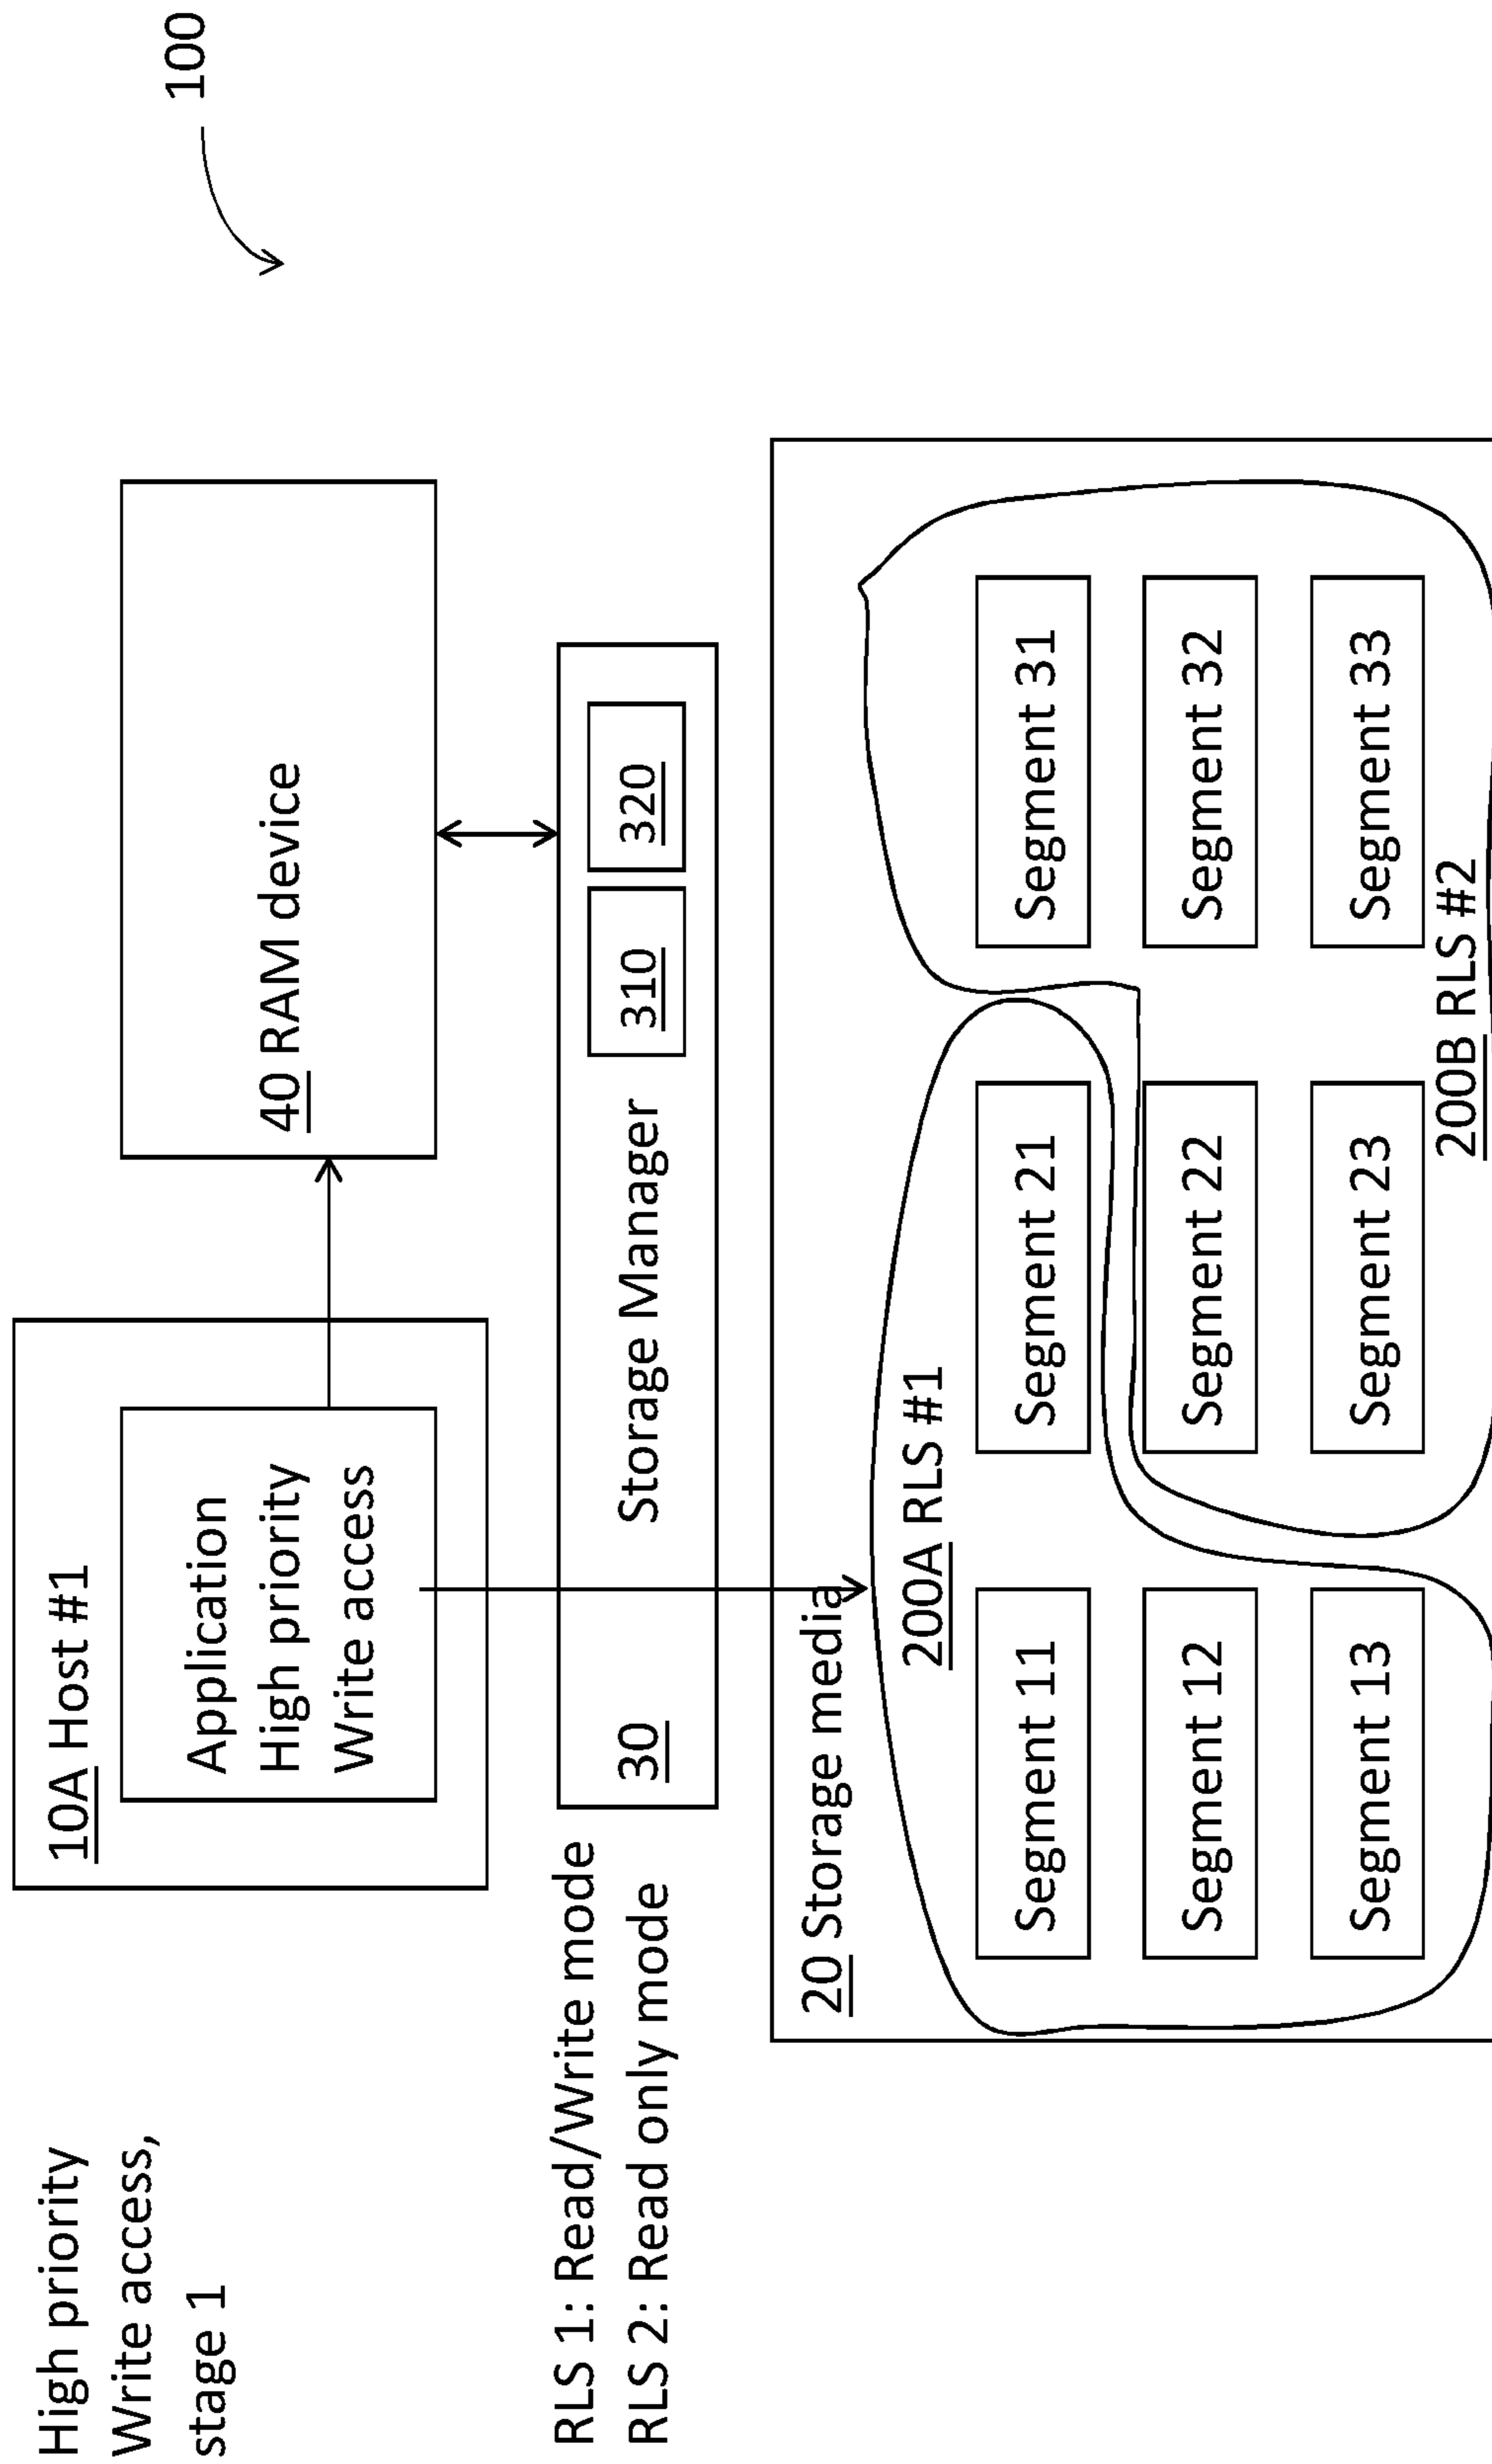 High priority
Write access,
stage 1
100
10A Host #1
Application
High priority
Write access
40 RAM device
RLS 1: Read/Write mode
RLS 2: Read only mode
30
Storage Manager
310
320
20 Storage media
200A RLS #1
Segment 11
Segment 21
Segment 31
Segment 12
Segment 22
Segment 32
Segment 13
Segment 23
Segment 33
200B RLS #2